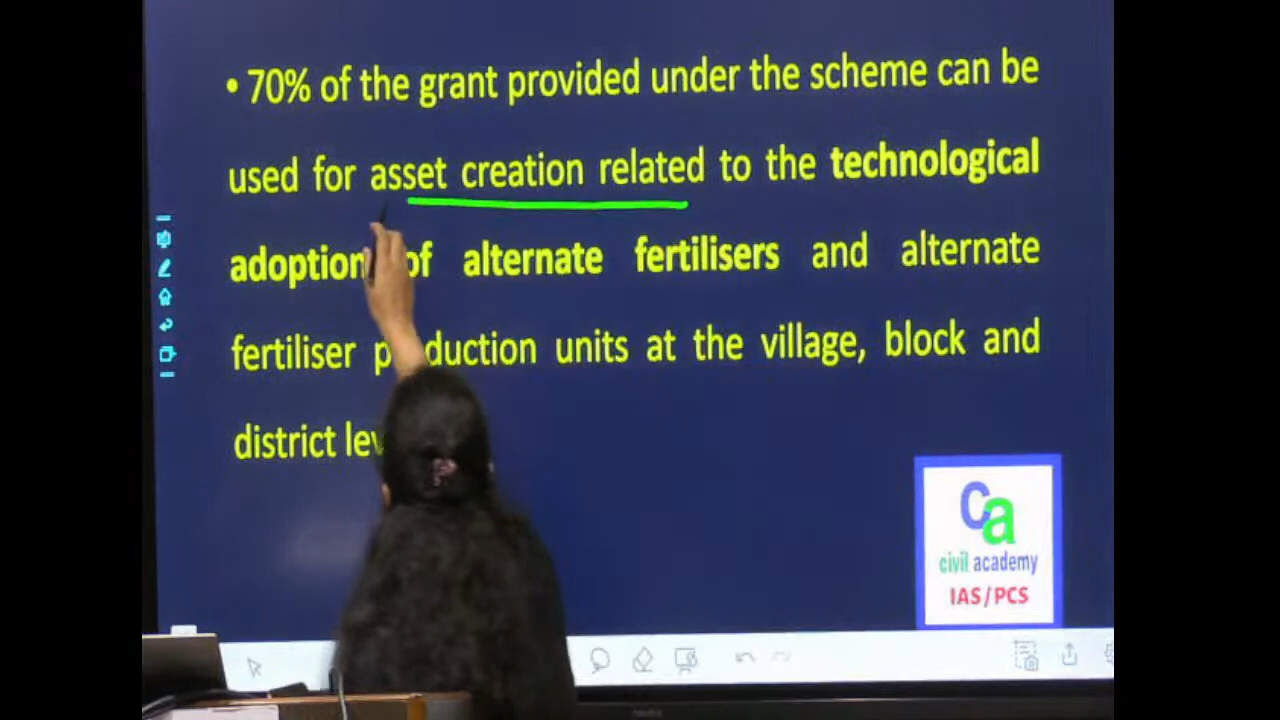 • 70% of the grant provided under the scheme can be
used for asset creation related to the technological
adoption of alternate fertilisers and alternate
fertiliser production units at the village, block and
district
Ca
civil academy
IAS/PCS